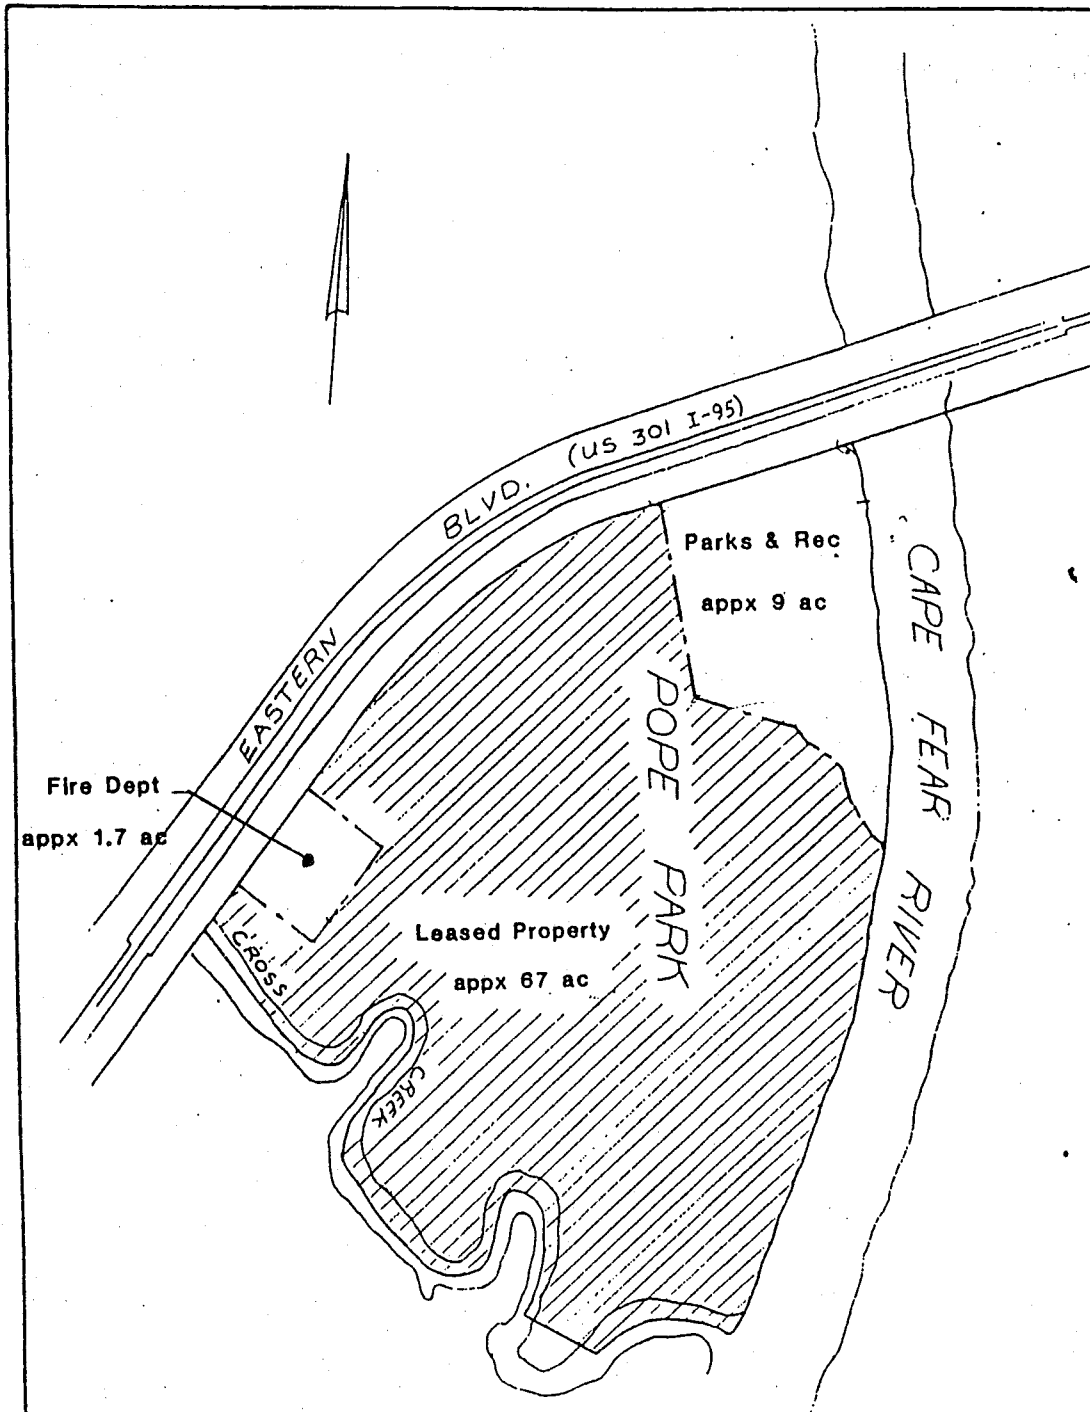 EASTERN BLVD. (US 301 I-95)
Parks & Rec
appx 9 ac
CAPE FEAR RIVER
POPE PARK
Fire Dept
appx 1.7 ac
Leased Property
appx 67 ac
CROSS CREEK